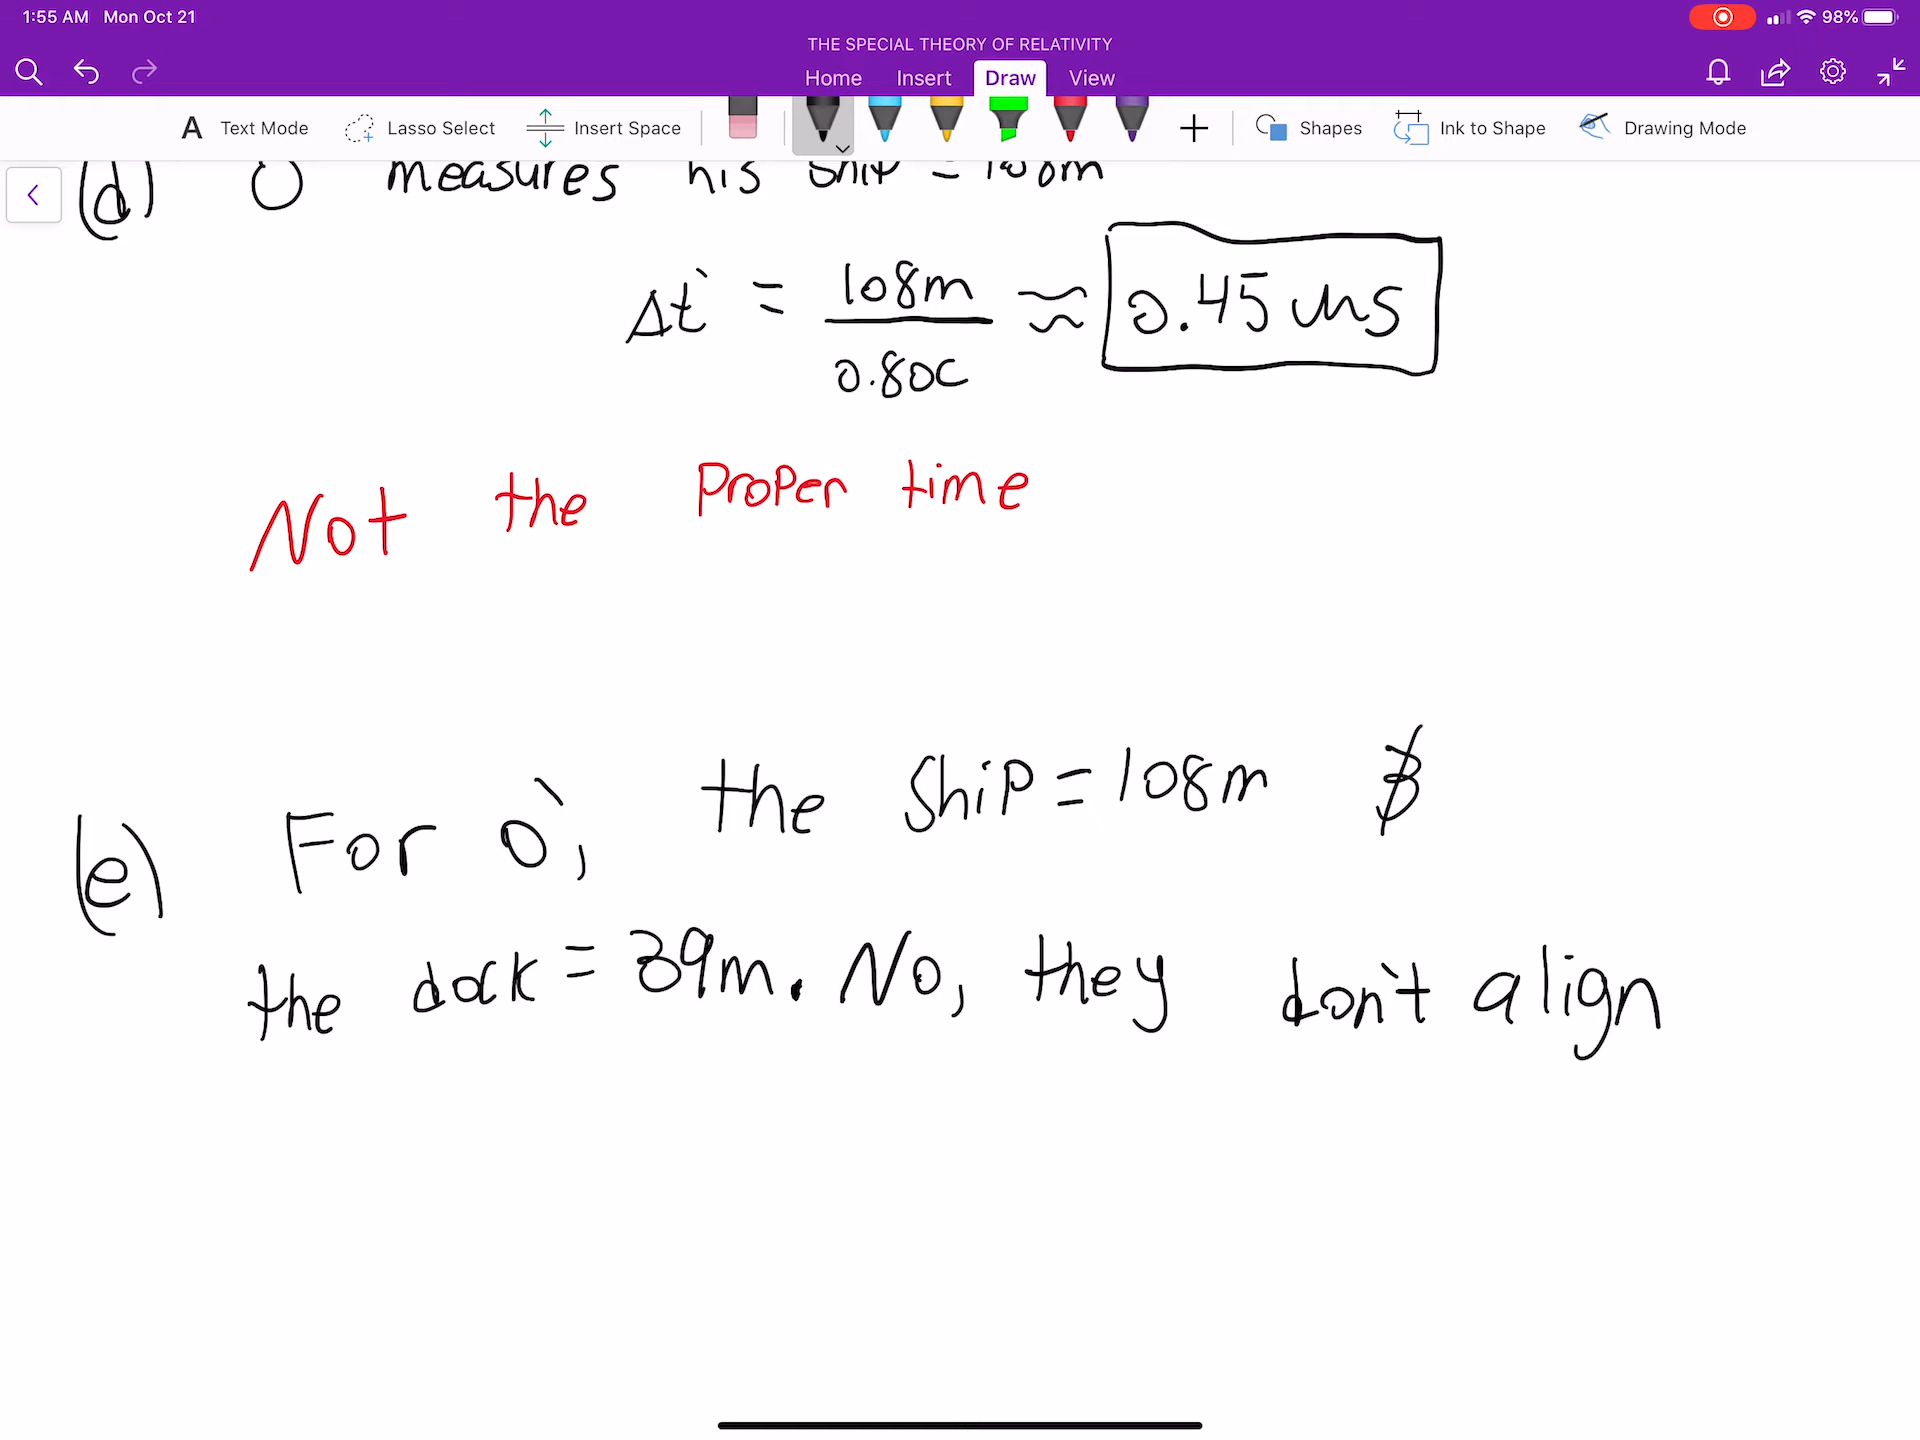 1:55 AM Mon Oct 21
98%
THE SPECIAL THEORY OF RELATIVITY
Home Insert Draw View
A Text Mode Lasso Select Insert Space Shapes Ink to Shape Drawing Mode
(d) O measures his ship = 108m
Δt' = 108m / 0.80c ≈ 0.45 μs
Not the proper time
(e) For O', the ship = 108m &
the dock = 39m. No, they don't align